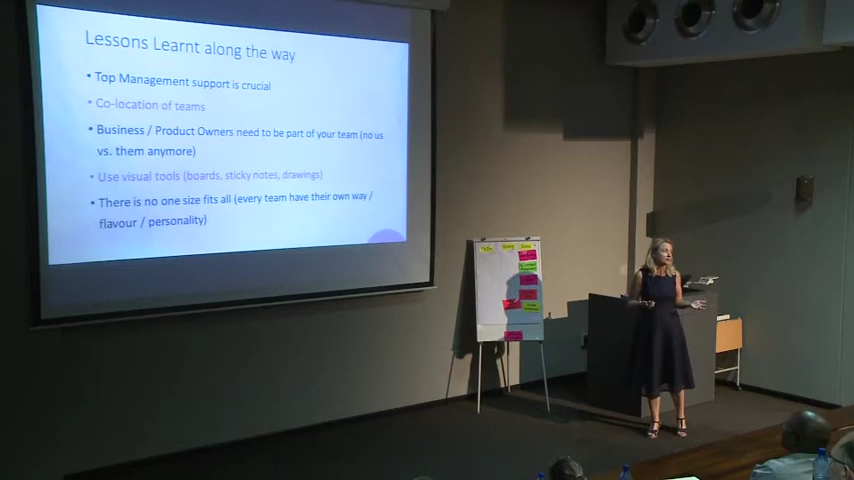 Lessons Learnt along the way
• Top Management support is crucial
• Co-location of teams
• Business / Product Owners need to be part of your team (no us
vs. them anymore)
• Use visual tools (boards, sticky notes, drawings)
• There is no one size fits all (every team have their own way /
flavour / personality)